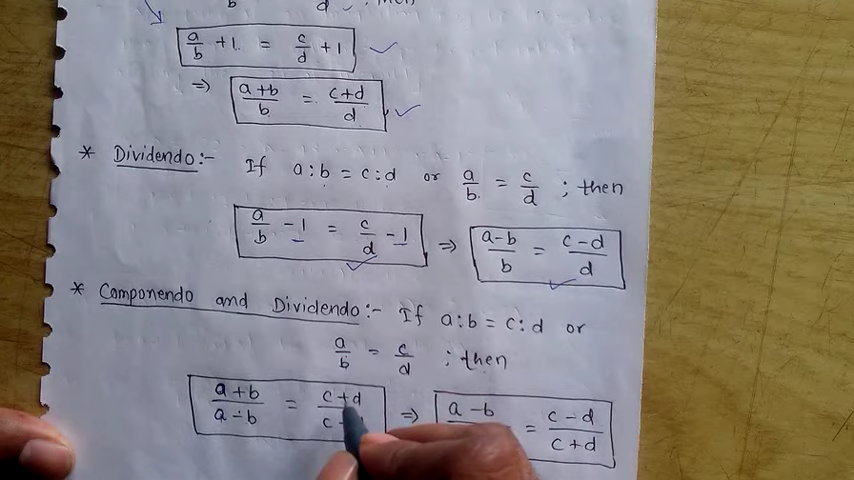 a/b +1 = c/d +1
⇒ (a+b)/b = (c+d)/d
* Dividendo:- If a:b = c:d or a/b = c/d ; then
a/b -1 = c/d -1 ⇒ (a-b)/b = (c-d)/d
* Componendo and Dividendo:- If a:b = c:d or
a/b = c/d ; then
(a+b)/(a-b) = c+d ⇒ a-b = (c-d)/(c+d)